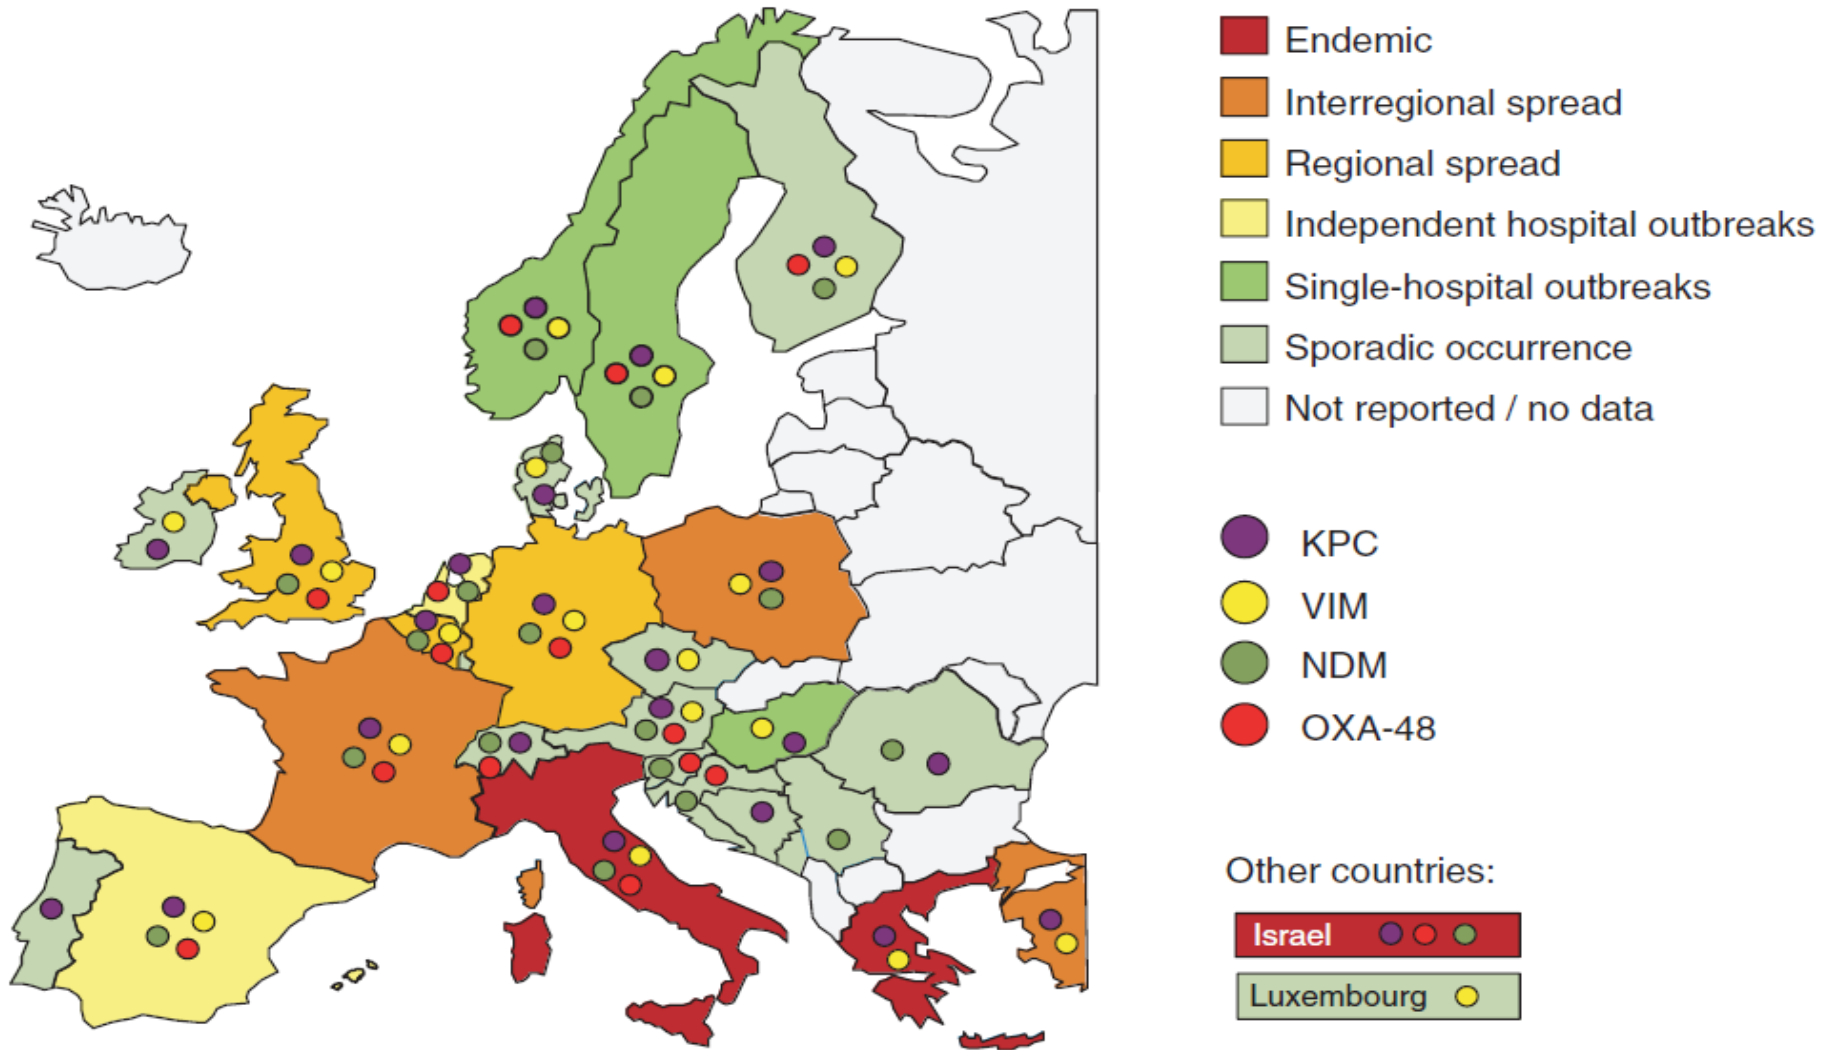 Endemic
Interregional spread
Regional spread
Independent hospital outbreaks
Single-hospital outbreaks
Sporadic occurrence
Not reported / no data
KPC
VIM
NDM
OXA-48
Other countries:
Israel
Luxembourg